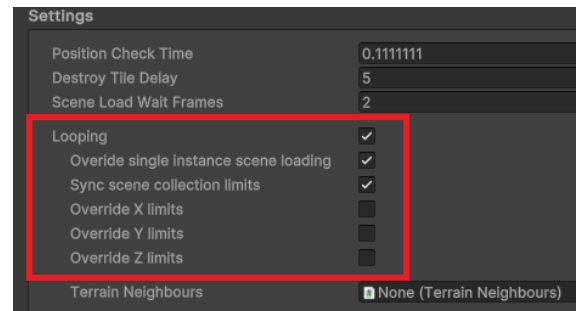 Settings
Position Check Time 0.1111111
Destroy Tile Delay 5
Scene Load Wait Frames 2
Looping
Overide single instance scene loading
Sync scene collection limits
Override X limits
Override Y limits
Override Z limits
Terrain Neighbours None (Terrain Neighbours)